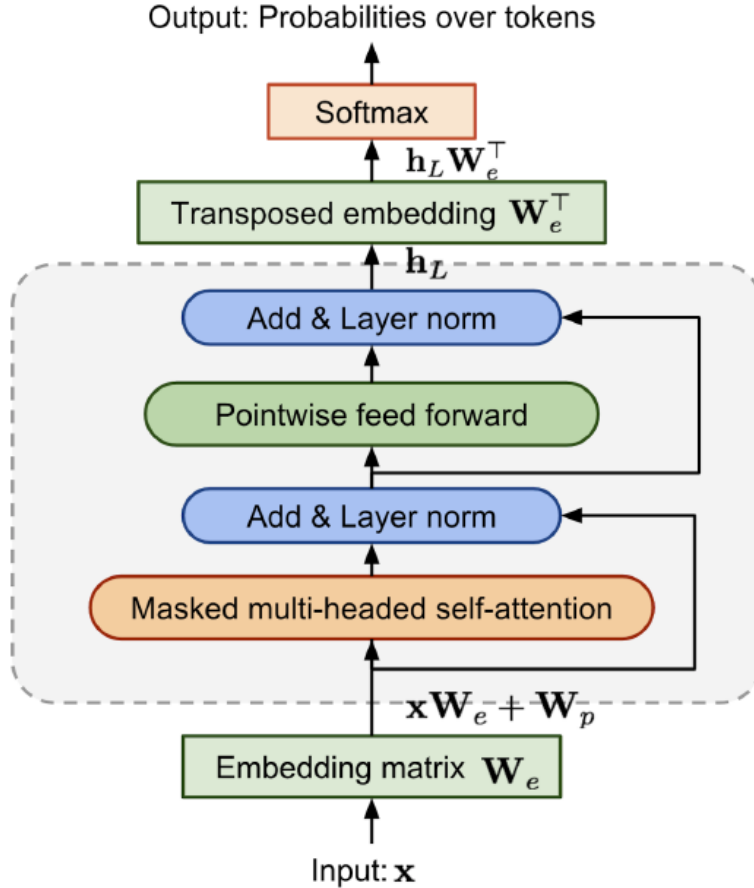 Output: Probabilities over tokens
Softmax
𝐡_L 𝐖_e^⊤
Transposed embedding 𝐖_e^⊤
𝐡_L
Add & Layer norm
Pointwise feed forward
Add & Layer norm
Masked multi-headed self-attention
𝐱𝐖_e + 𝐖_p
Embedding matrix 𝐖_e
Input: 𝐱